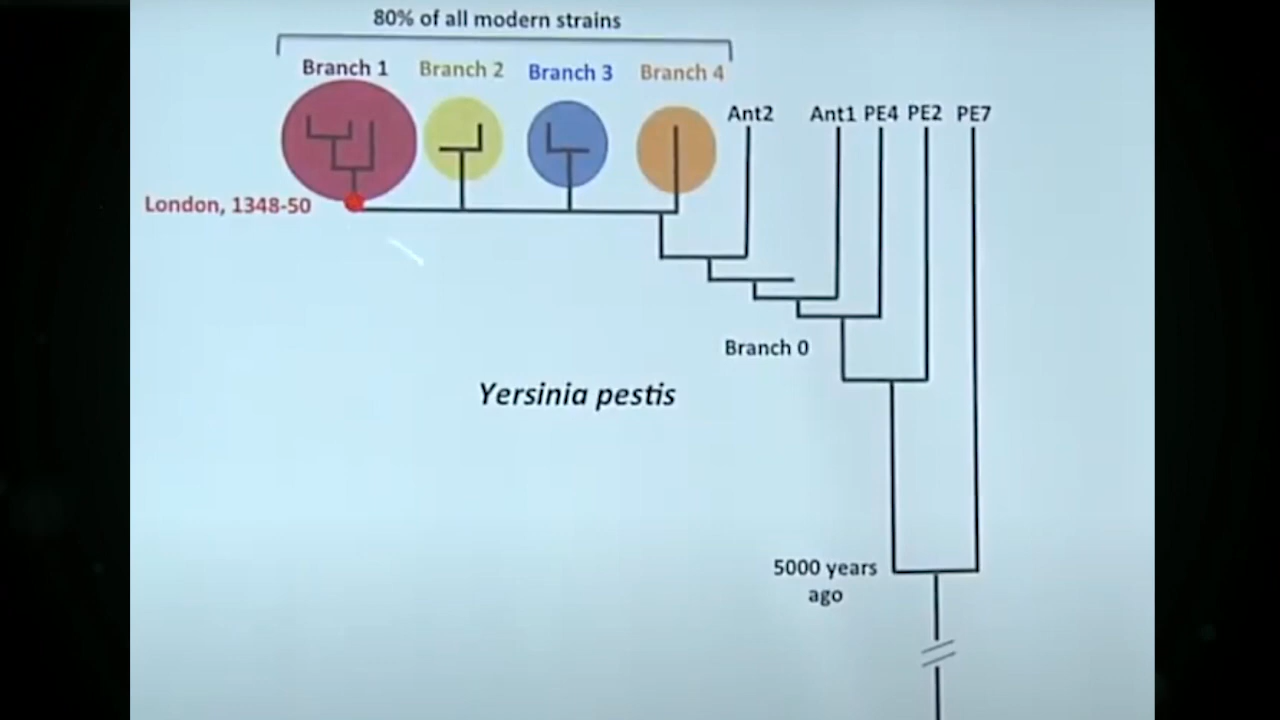 80% of all modern strains
Branch 1
Branch 2
Branch 3
Branch 4
Ant2
Ant1
PE4
PE2
PE7
London, 1348-50
Branch 0
Yersinia pestis
5000 years
ago